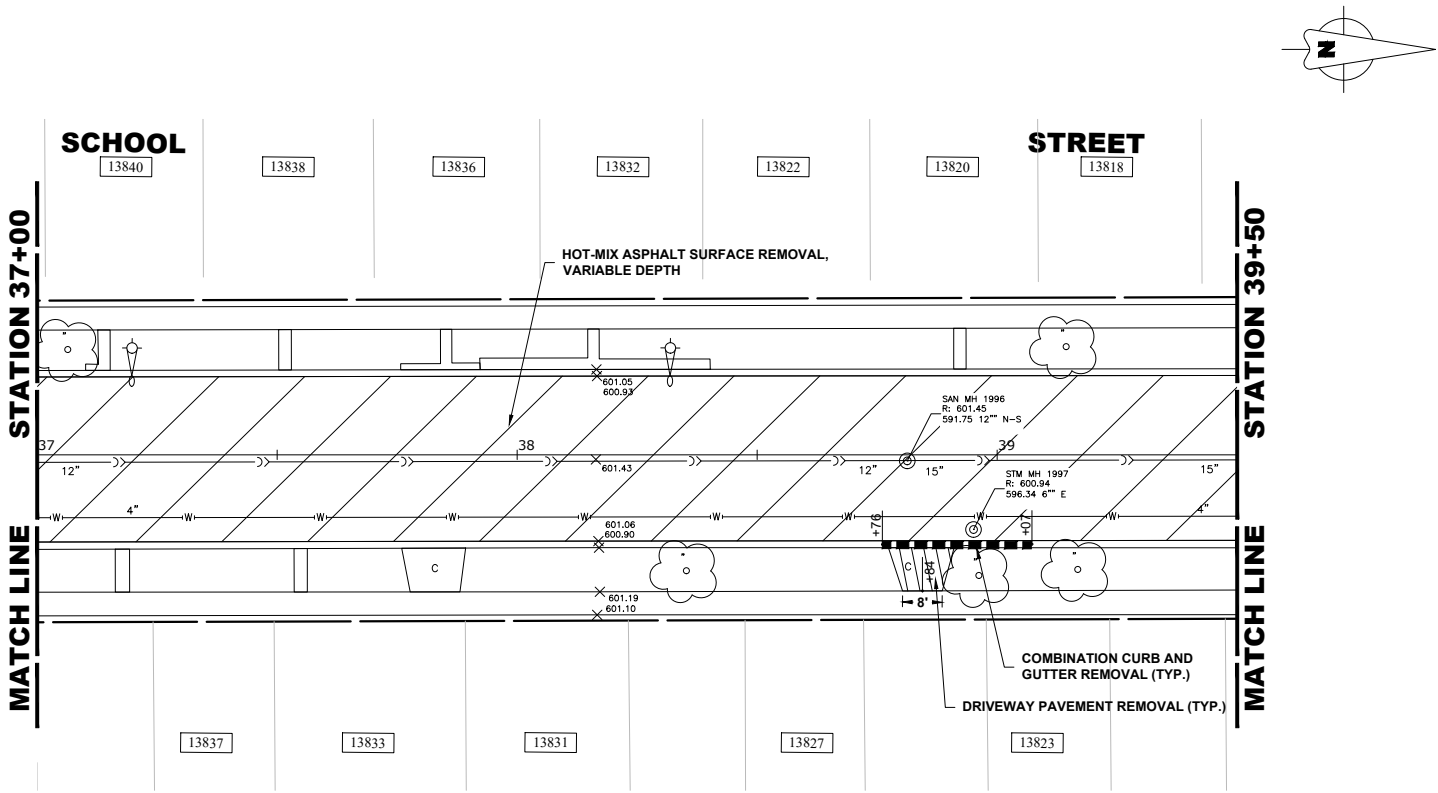 N
SCHOOL
STREET
13840
13838
13836
13832
13822
13820
13818
STATION 37+00
STATION 39+50
HOT-MIX ASPHALT SURFACE REMOVAL,
VARIABLE DEPTH
601.05
600.93
SAN MH 1996
R: 601.45
591.75 12"" N-S
37
38
39
12"
601.43
12"
15"
15"
STM MH 1997
R: 600.94
596.34 6"" E
4"
4"
W
W
W
W
W
W
W
W
W
601.06
600.90
+76
+07
C
C
+84
8'
601.19
601.10
MATCH LINE
MATCH LINE
COMBINATION CURB AND
GUTTER REMOVAL (TYP.)
DRIVEWAY PAVEMENT REMOVAL (TYP.)
13837
13833
13831
13827
13823